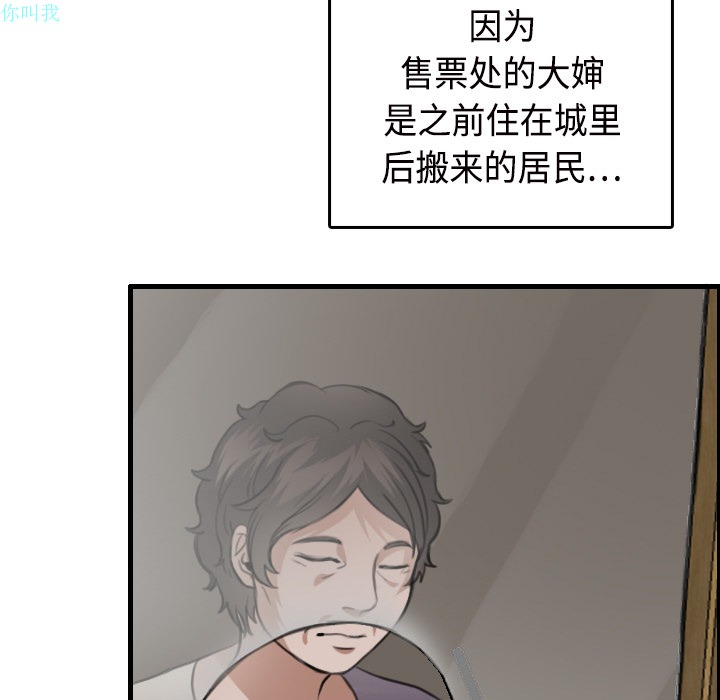 你叫我
因为
售票处的大婶
是之前住在城里
后搬来的居民...